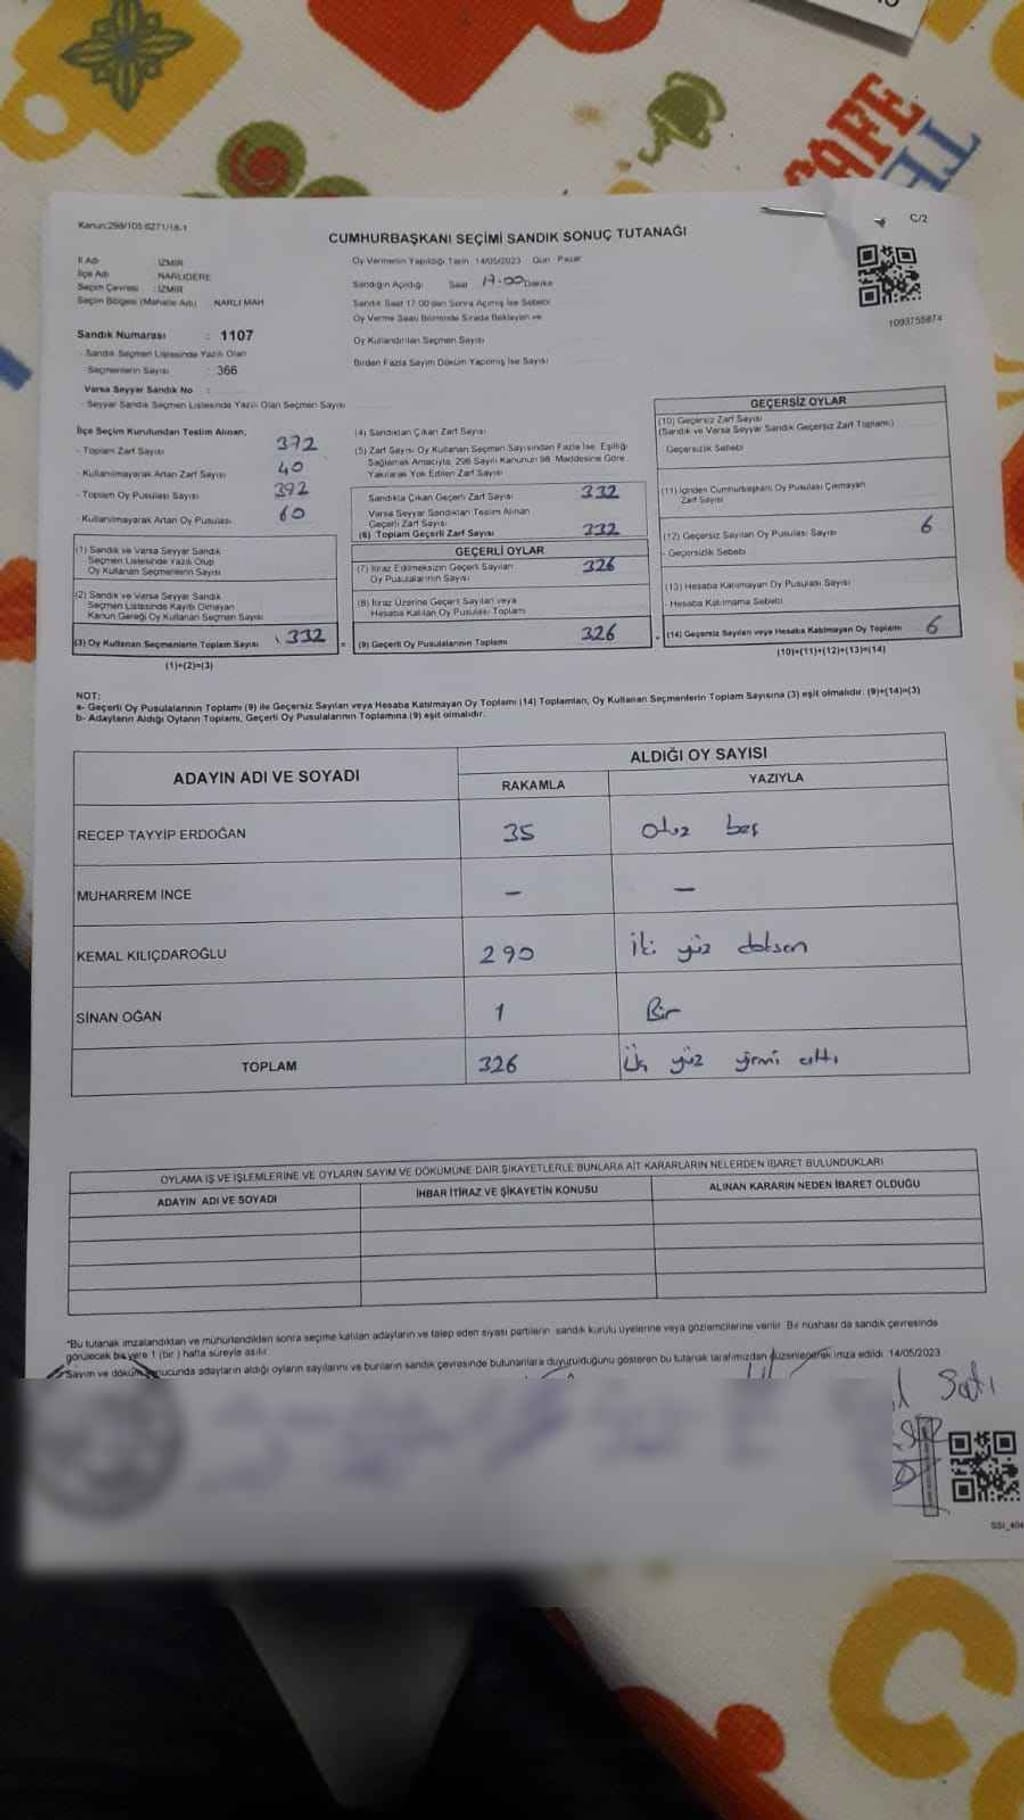 CAFE
TE
Kanun:298/105 6271/18-1
C/2
CUMHURBAŞKANI SEÇİMİ SANDIK SONUÇ TUTANAĞI
İl Adı İZMİR
İlçe Adı NARLIDERE
Seçim Çevresi : İZMİR
Seçim Bölgesi (Mahalle Adı) NARLI MAH
Oy Vermenin Yapıldığı Tarih 14/05/2023 Gün Pazar
Sandığın Açıldığı Saat 17.00 Dakika
Sandık Saat 17.00'dan Sonra Açılmış İse Sebebi
Oy Verme Saati Bitiminde Sırada Bekleyen ve
Oy Kullandırılan Seçmen Sayısı
Birden Fazla Sayım Döküm Yapılmış İse Sayısı
1093755874
Sandık Numarası : 1107
Sandık Seçmen Listesinde Yazılı Olan
Seçmenlerin Sayısı 366
Varsa Seyyar Sandık No :
Seyyar Sandık Seçmen Listesinde Yazılı Olan Seçmen Sayısı
İlçe Seçim Kurulundan Teslim Alınan;
- Toplam Zarf Sayısı 372
- Kullanılmayarak Artan Zarf Sayısı 40
- Toplam Oy Pusulası Sayısı 392
- Kullanılmayarak Artan Oy Pusulası 60
(1) Sandık ve Varsa Seyyar Sandık
Seçmen Listesinde Yazılı Olup
Oy Kullanan Seçmenlerin Sayısı
(2) Sandık ve Varsa Seyyar Sandık
Seçmen Listesinde Kayıtlı Olmayan
Kanun Gereği Oy Kullanan Seçmen Sayısı
(3) Oy Kullanan Seçmenlerin Toplam Sayısı 332
(1)+(2)=(3)
(4) Sandıktan Çıkan Zarf Sayısı
(5) Zarf Sayısı Oy Kullanan Seçmen Sayısından Fazla İse, Eşitliği
Sağlamak Amacıyla, 298 Sayılı Kanunun 98. Maddesine Göre
Yakılarak Yok Edilen Zarf Sayısı
Sandıkta Çıkan Geçerli Zarf Sayısı 332
Varsa Seyyar Sandıktan Teslim Alınan
Geçerli Zarf Sayısı
(6) Toplam Geçerli Zarf Sayısı 332
GEÇERLİ OYLAR
(7) İtiraz Edilmeksizin Geçerli Sayılan
Oy Pusulalarının Sayısı 326
(8) İtiraz Üzerine Geçerli Sayılan veya
Hesaba Katılan Oy Pusulası Toplamı
(9) Geçerli Oy Pusulalarının Toplamı 326
GEÇERSİZ OYLAR
(10) Geçersiz Zarf Sayısı
(Sandık ve Varsa Seyyar Sandık Geçersiz Zarf Toplamı)
Geçersizlik Sebebi
(11) İçinden Cumhurbaşkanı Oy Pusulası Çıkmayan
Zarf Sayısı
(12) Geçersiz Sayılan Oy Pusulası Sayısı 6
- Geçersizlik Sebebi
(13) Hesaba Katılmayan Oy Pusulası Sayısı
- Hesaba Katılmama Sebebi
(14) Geçersiz Sayılan veya Hesaba Katılmayan Oy Toplamı 6
(10)+(11)+(12)+(13)=(14)
NOT:
a- Geçerli Oy Pusulalarının Toplamı (9) ile Geçersiz Sayılan veya Hesaba Katılmayan Oy Toplamı (14) Toplamları, Oy Kullanan Seçmenlerin Toplam Sayısına (3) eşit olmalıdır. (9)+(14)=(3)
b- Adayların Aldığı Oyların Toplamı, Geçerli Oy Pusulalarının Toplamına (9) eşit olmalıdır.
ADAYIN ADI VE SOYADI
ALDIĞI OY SAYISI
RAKAMLA YAZIYLA
RECEP TAYYİP ERDOĞAN 35 otuz beş
MUHARREM İNCE - -
KEMAL KILIÇDAROĞLU 290 iki yüz doksan
SİNAN OĞAN 1 Bir
TOPLAM 326 üç yüz yirmi altı
OYLAMA İŞ VE İŞLEMLERİNE VE OYLARIN SAYIM VE DÖKÜMÜNE DAİR ŞİKAYETLERLE BUNLARA AİT KARARLARIN NELERDEN İBARET BULUNDUKLARI
ADAYIN ADI VE SOYADI İHBAR İTİRAZ VE ŞİKAYETİN KONUSU ALINAN KARARIN NEDEN İBARET OLDUĞU
*Bu tutanak imzalandıktan ve mühürlendikten sonra seçime katılan adayların ve talep eden siyasi partilerin sandık kurulu üyelerine veya gözlemcilerine verilir. Bir nüshası da sandık çevresinde
görülecek bir yere 1 (bir) hafta süreyle asılır.
Sayım ve döküm sonucunda adayların aldığı oyların sayılarını ve bunların sandık çevresinde bulunanlara duyurulduğunu gösteren bu tutanak tarafımızdan düzenlenerek imza edildi. 14/05/2023
Satı